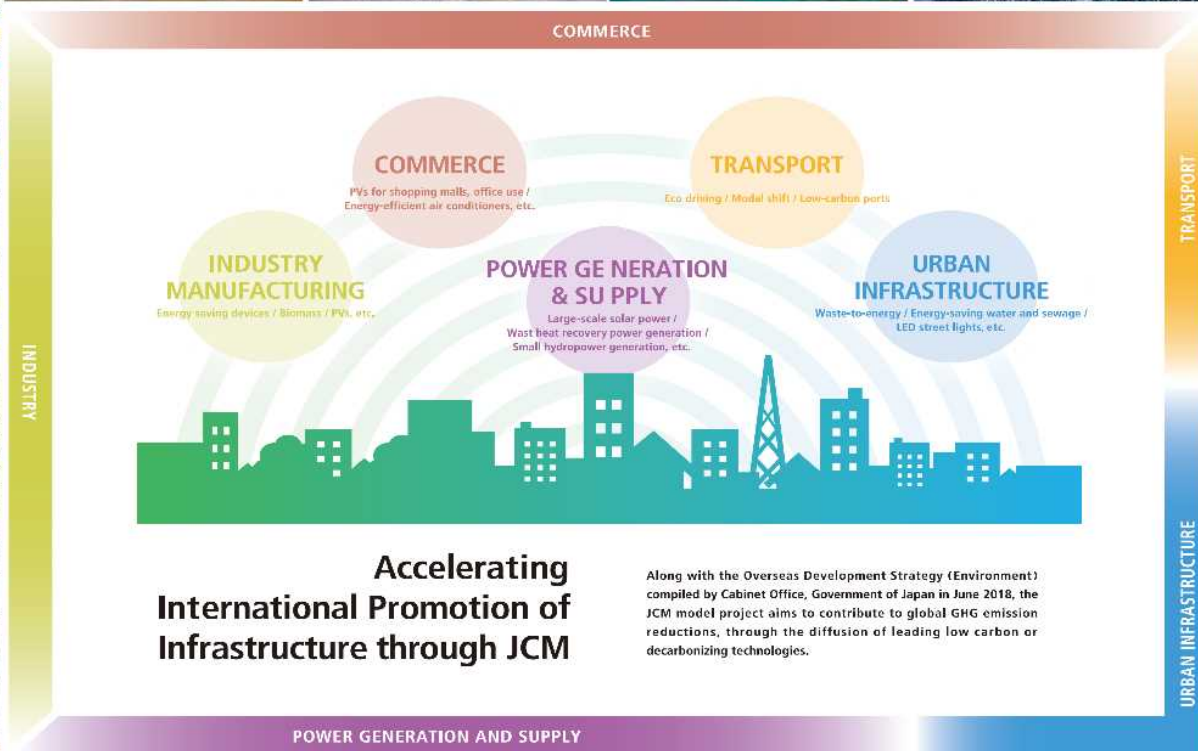 COMMERCE
COMMERCE
PVs for shopping malls, office use /
Energy-efficient air conditioners, etc.
TRANSPORT
Eco driving / Modal shift / Low-carbon ports
INDUSTRY
MANUFACTURING
Energy saving devices / Biomass / PVs, etc.
POWER GE NERATION
& SU PPLY
Large-scale solar power /
Wast heat recovery power generation /
Small hydropower generation, etc.
URBAN
INFRASTRUCTURE
Waste-to-energy / Energy-saving water and sewage /
LED street lights, etc.
INDUSTRY
TRANSPORT
URBAN INFRASTRUCTURE
Accelerating
International Promotion of
Infrastructure through JCM
Along with the Overseas Development Strategy (Environment)
compiled by Cabinet Office, Government of Japan in June 2018, the
JCM model project aims to contribute to global GHG emission
reductions, through the diffusion of leading low carbon or
decarbonizing technologies.
POWER GENERATION AND SUPPLY